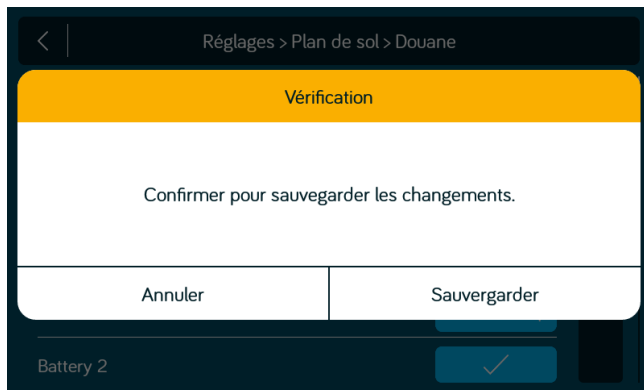 Réglages > Plan de sol > Douane
Vérification
Confirmer pour sauvegarder les changements.
Annuler
Sauvergarder
Battery 2